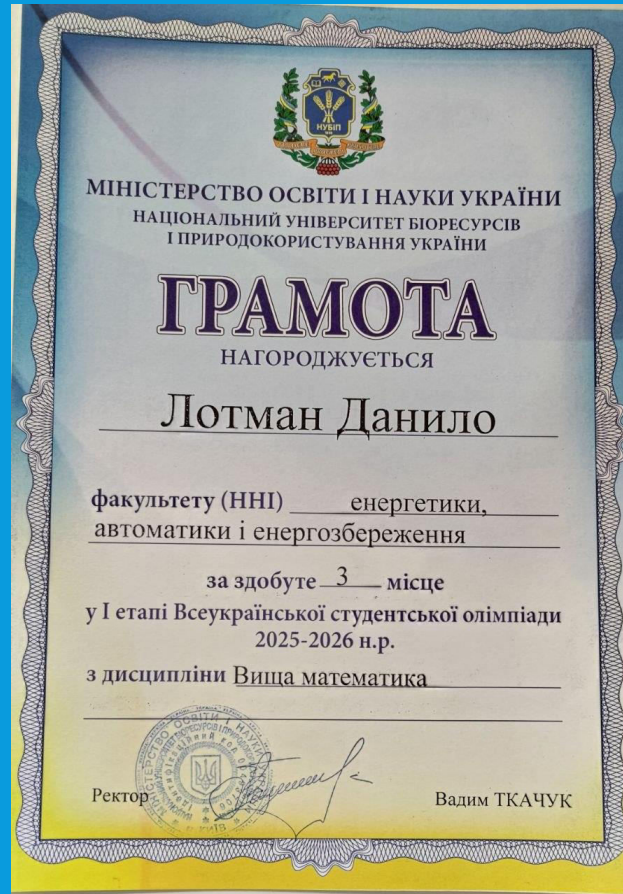 НУБІП
МІНІСТЕРСТВО ОСВІТИ І НАУКИ УКРАЇНИ
НАЦІОНАЛЬНИЙ УНІВЕРСИТЕТ БІОРЕСУРСІВ
І ПРИРОДОКОРИСТУВАННЯ УКРАЇНИ
ГРАМОТА
НАГОРОДЖУЄТЬСЯ
Лотман Данило
факультету (ННІ) енергетики,
автоматики і енергозбереження
за здобуте 3 місце
у І етапі Всеукраїнської студентської олімпіади
2025-2026 н.р.
з дисципліни Вища математика
Ректор
Вадим ТКАЧУК